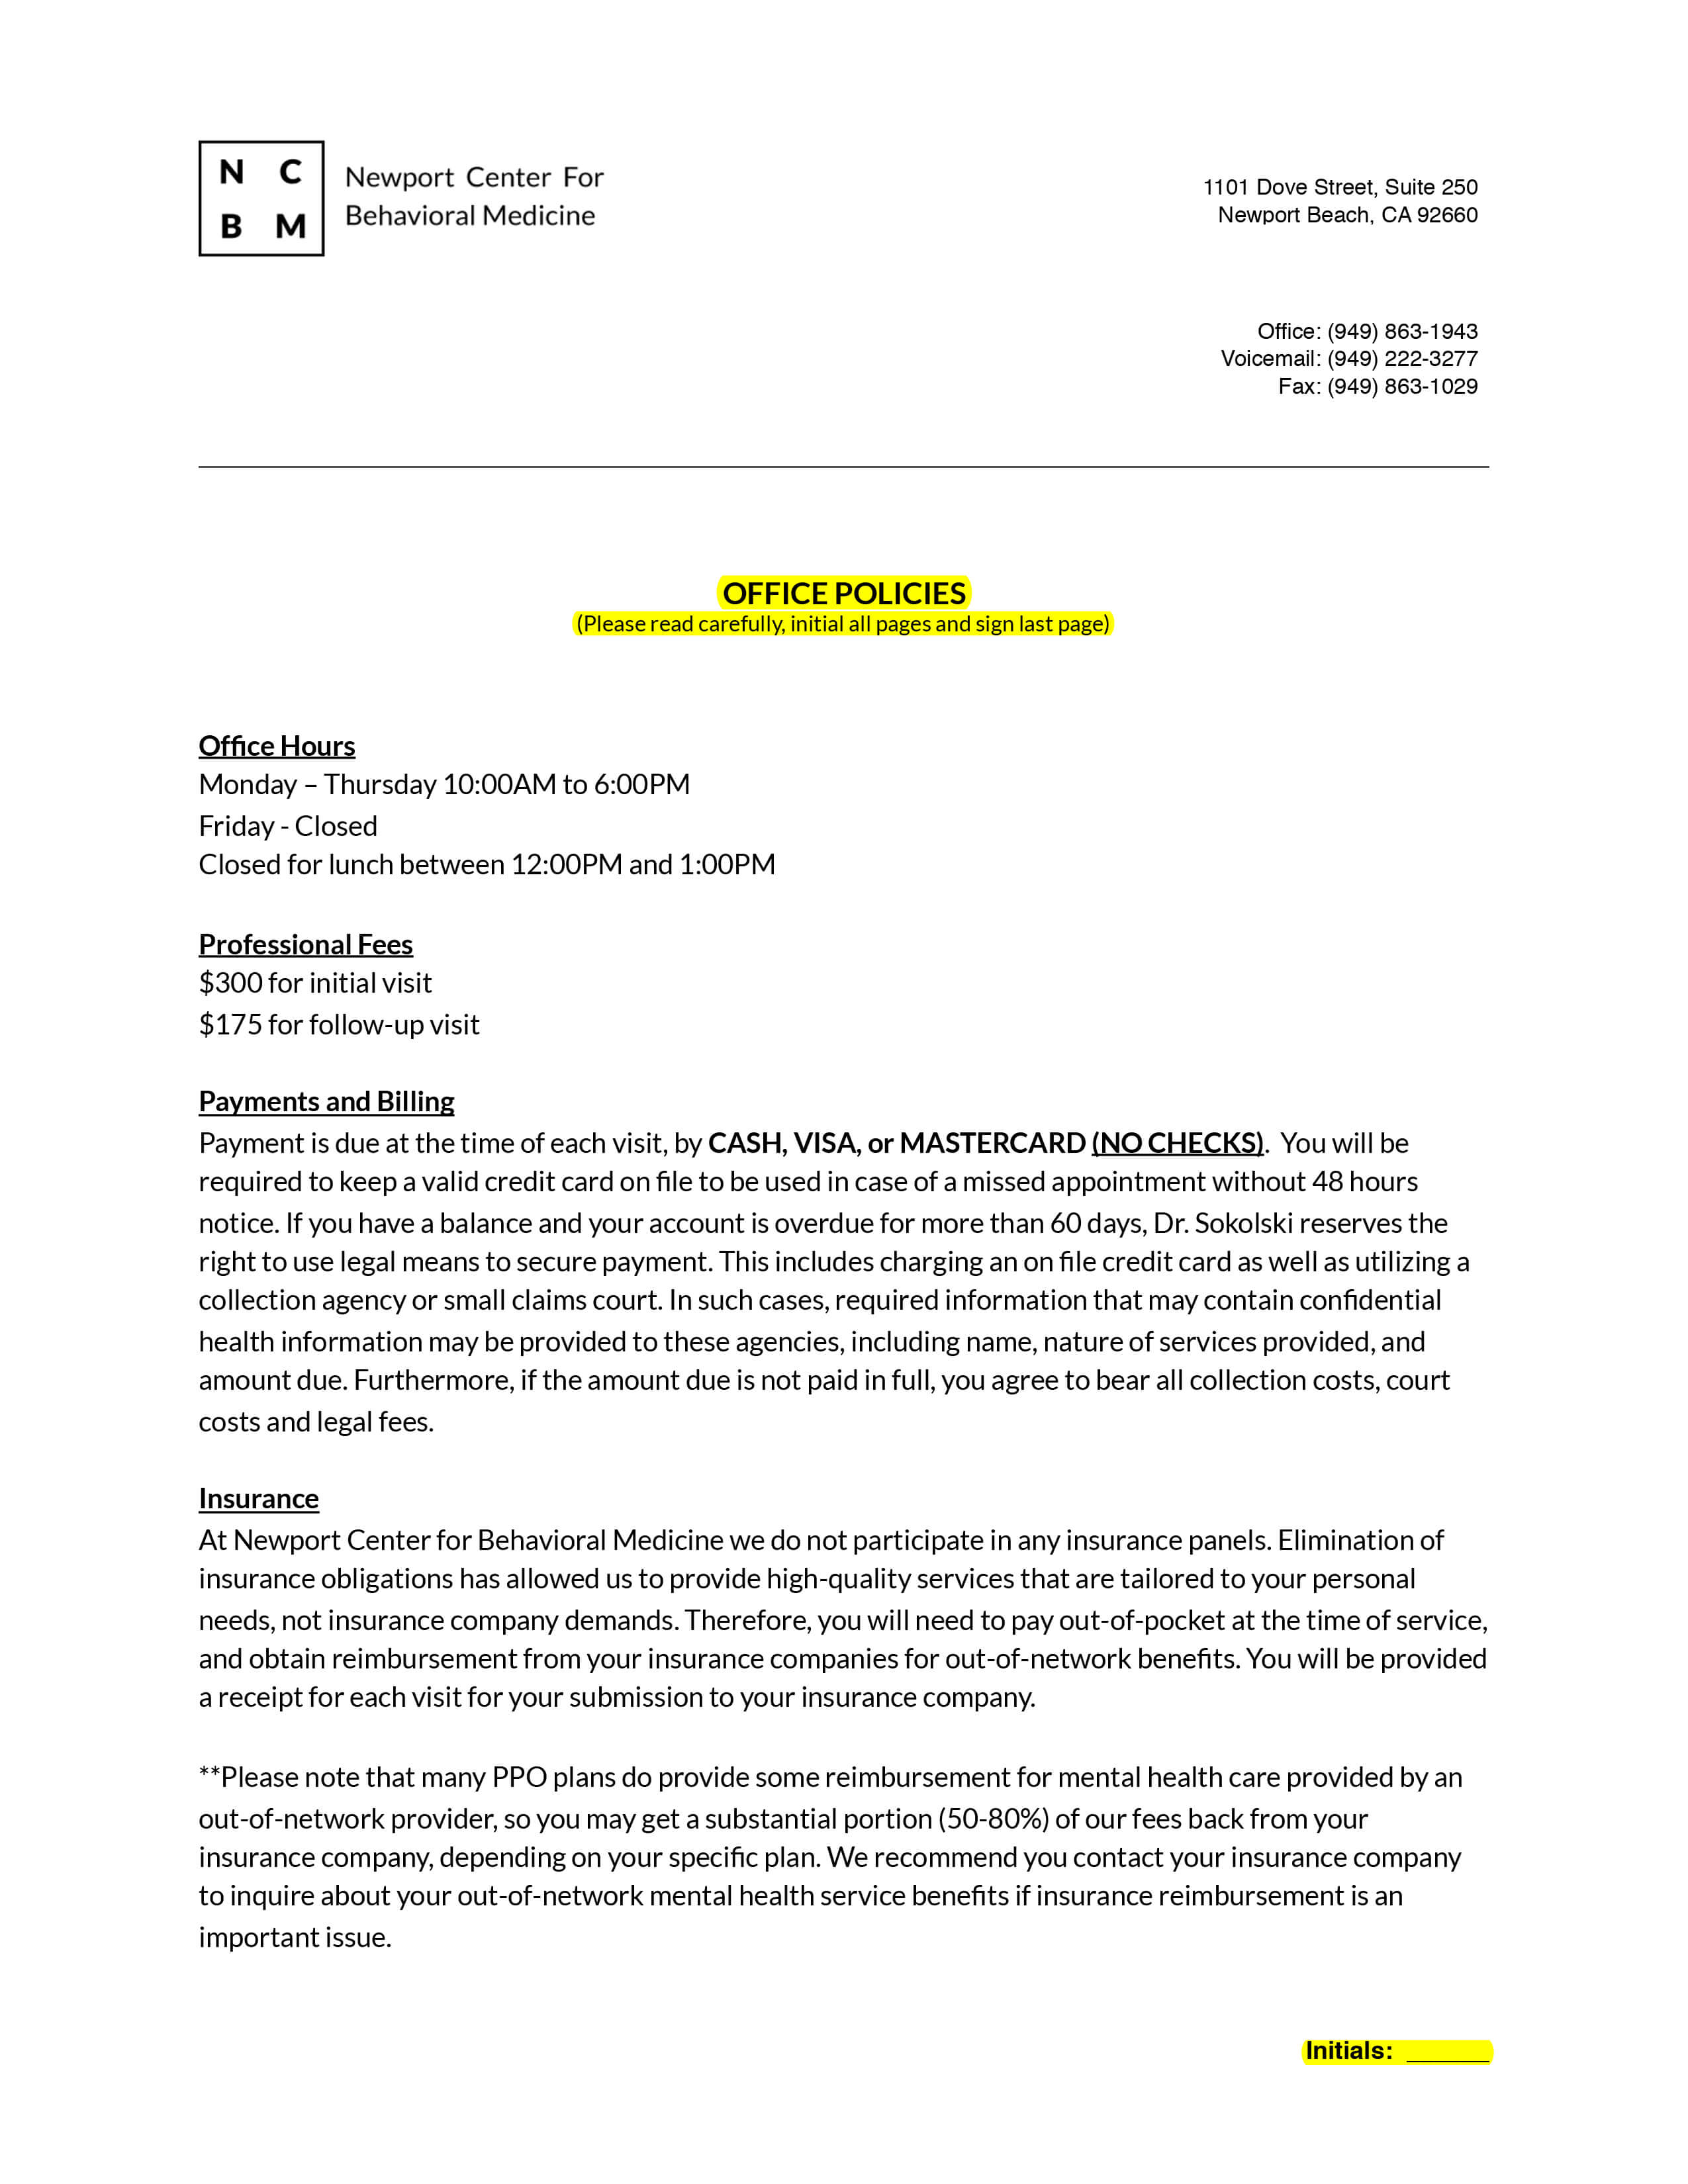 N C
B M
Newport Center For
Behavioral Medicine
1101 Dove Street, Suite 250
Newport Beach, CA 92660
Office: (949) 863-1943
Voicemail: (949) 222-3277
Fax: (949) 863-1029
OFFICE POLICIES
(Please read carefully, initial all pages and sign last page)
Office Hours
Monday – Thursday 10:00AM to 6:00PM
Friday - Closed
Closed for lunch between 12:00PM and 1:00PM
Professional Fees
$300 for initial visit
$175 for follow-up visit
Payments and Billing
Payment is due at the time of each visit, by CASH, VISA, or MASTERCARD (NO CHECKS).  You will be
required to keep a valid credit card on file to be used in case of a missed appointment without 48 hours
notice. If you have a balance and your account is overdue for more than 60 days, Dr. Sokolski reserves the
right to use legal means to secure payment. This includes charging an on file credit card as well as utilizing a
collection agency or small claims court. In such cases, required information that may contain confidential
health information may be provided to these agencies, including name, nature of services provided, and
amount due. Furthermore, if the amount due is not paid in full, you agree to bear all collection costs, court
costs and legal fees.
Insurance
At Newport Center for Behavioral Medicine we do not participate in any insurance panels. Elimination of
insurance obligations has allowed us to provide high-quality services that are tailored to your personal
needs, not insurance company demands. Therefore, you will need to pay out-of-pocket at the time of service,
and obtain reimbursement from your insurance companies for out-of-network benefits. You will be provided
a receipt for each visit for your submission to your insurance company.
**Please note that many PPO plans do provide some reimbursement for mental health care provided by an
out-of-network provider, so you may get a substantial portion (50-80%) of our fees back from your
insurance company, depending on your specific plan. We recommend you contact your insurance company
to inquire about your out-of-network mental health service benefits if insurance reimbursement is an
important issue.
Initials: ______